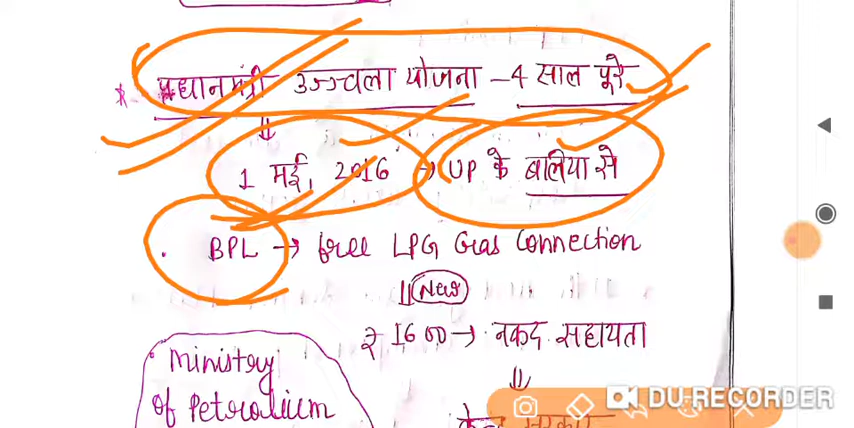 * प्रधानमंत्री उज्ज्वला योजना - 4 साल पूरे
⇓
1 मई, 2016 → UP के बलिया से
. BPL → free LPG Gas Connection
⇓ New
₹ 1600 → नकद सहायता
⇓
• Ministry
of Petrolium
DU RECORDER